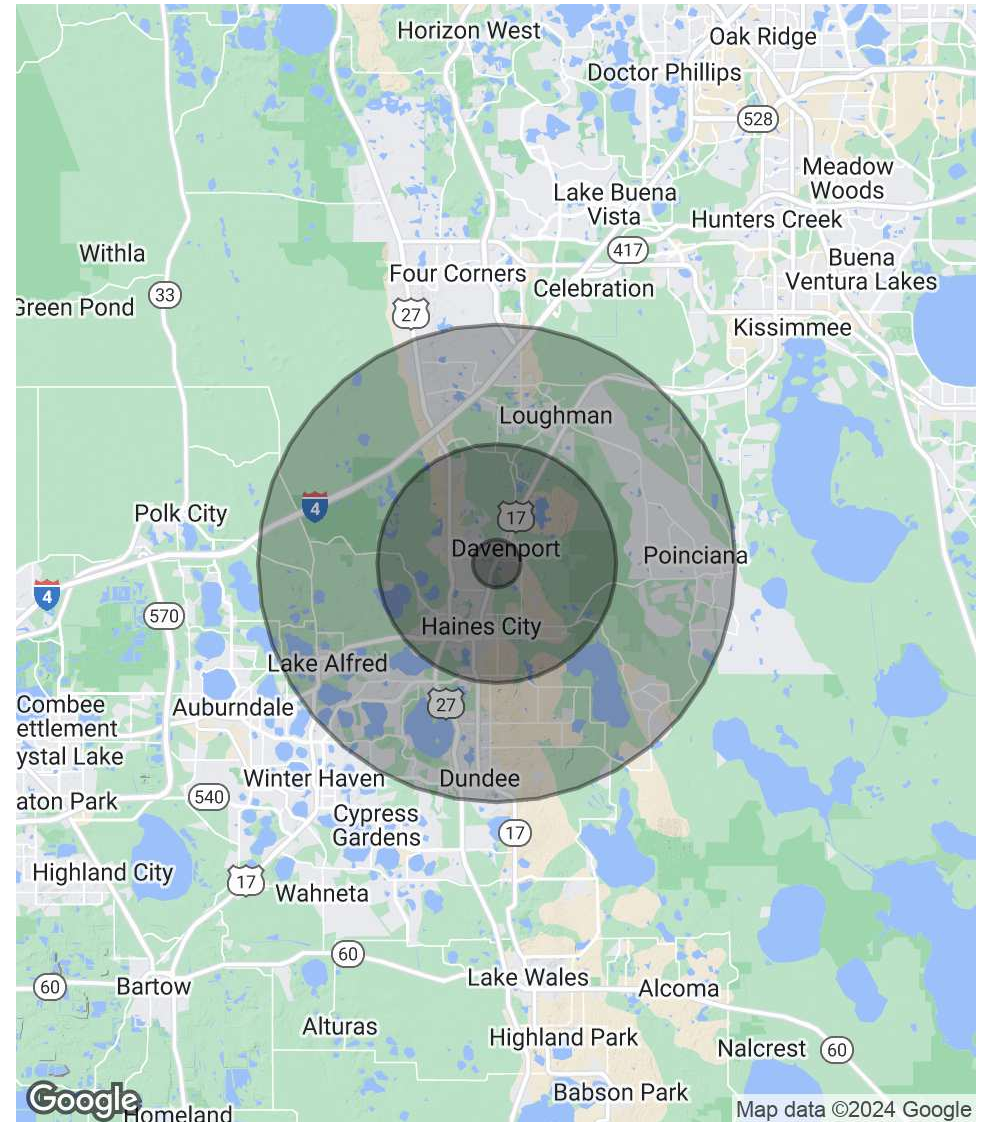 Horizon West
Oak Ridge
Doctor Phillips
528
Meadow
Woods
Lake Buena
Vista
Hunters Creek
417
Withla
Buena
Ventura Lakes
Four Corners
Celebration
33
Green Pond
27
Kissimmee
Loughman
4
17
Polk City
Davenport
Poinciana
4
570
Haines City
Lake Alfred
27
Combee
ettlement
Auburndale
ystal Lake
Winter Haven
Dundee
aton Park
540
Cypress
Gardens
17
Highland City
17
Wahneta
60
Lake Wales
60
Bartow
Alcoma
Alturas
Highland Park
Nalcrest
60
Babson Park
Google
Homeland
Map data ©2024 Google